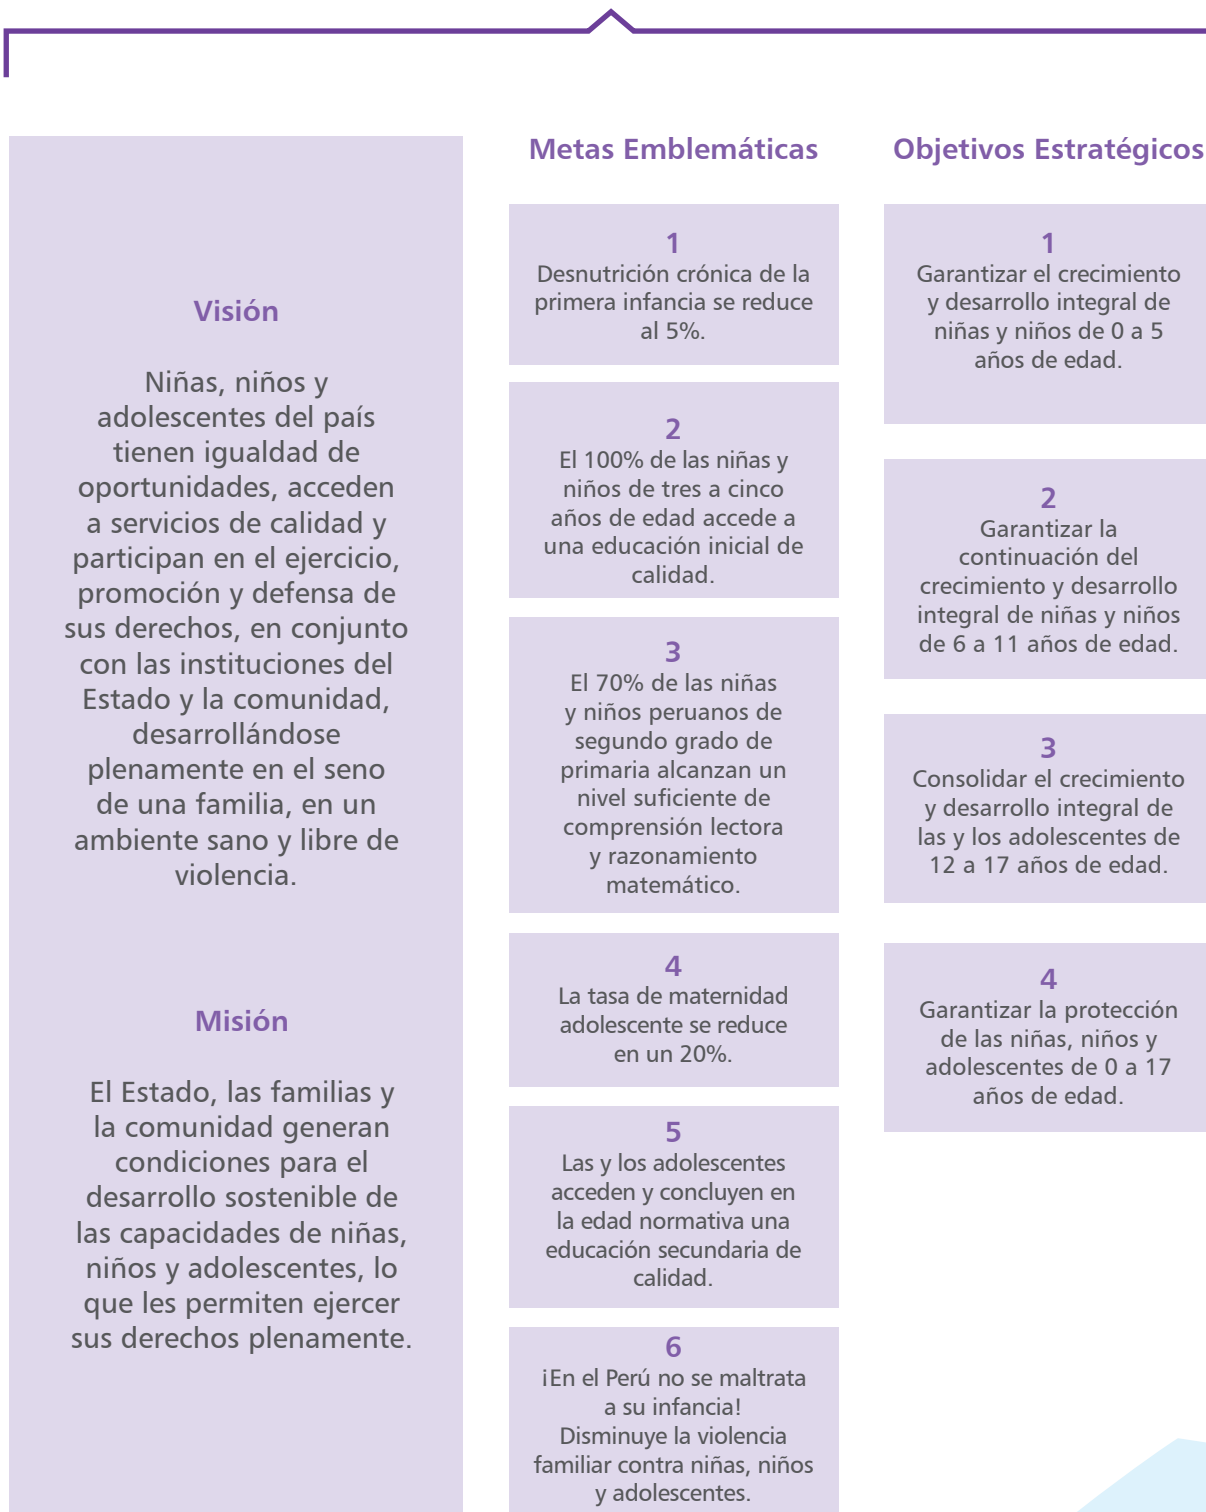 Visión
Niñas, niños y
adolescentes del país
tienen igualdad de
oportunidades, acceden
a servicios de calidad y
participan en el ejercicio,
promoción y defensa de
sus derechos, en conjunto
con las instituciones del
Estado y la comunidad,
desarrollándose
plenamente en el seno
de una familia, en un
ambiente sano y libre de
violencia.
Misión
El Estado, las familias y
la comunidad generan
condiciones para el
desarrollo sostenible de
las capacidades de niñas,
niños y adolescentes, lo
que les permiten ejercer
sus derechos plenamente.
Metas Emblemáticas
1
Desnutrición crónica de la
primera infancia se reduce
al 5%.
2
El 100% de las niñas y
niños de tres a cinco
años de edad accede a
una educación inicial de
calidad.
3
El 70% de las niñas
y niños peruanos de
segundo grado de
primaria alcanzan un
nivel suficiente de
comprensión lectora
y razonamiento
matemático.
4
La tasa de maternidad
adolescente se reduce
en un 20%.
5
Las y los adolescentes
acceden y concluyen en
la edad normativa una
educación secundaria de
calidad.
6
¡En el Perú no se maltrata
a su infancia!
Disminuye la violencia
familiar contra niñas, niños
y adolescentes.
Objetivos Estratégicos
1
Garantizar el crecimiento
y desarrollo integral de
niñas y niños de 0 a 5
años de edad.
2
Garantizar la
continuación del
crecimiento y desarrollo
integral de niñas y niños
de 6 a 11 años de edad.
3
Consolidar el crecimiento
y desarrollo integral de
las y los adolescentes de
12 a 17 años de edad.
4
Garantizar la protección
de las niñas, niños y
adolescentes de 0 a 17
años de edad.